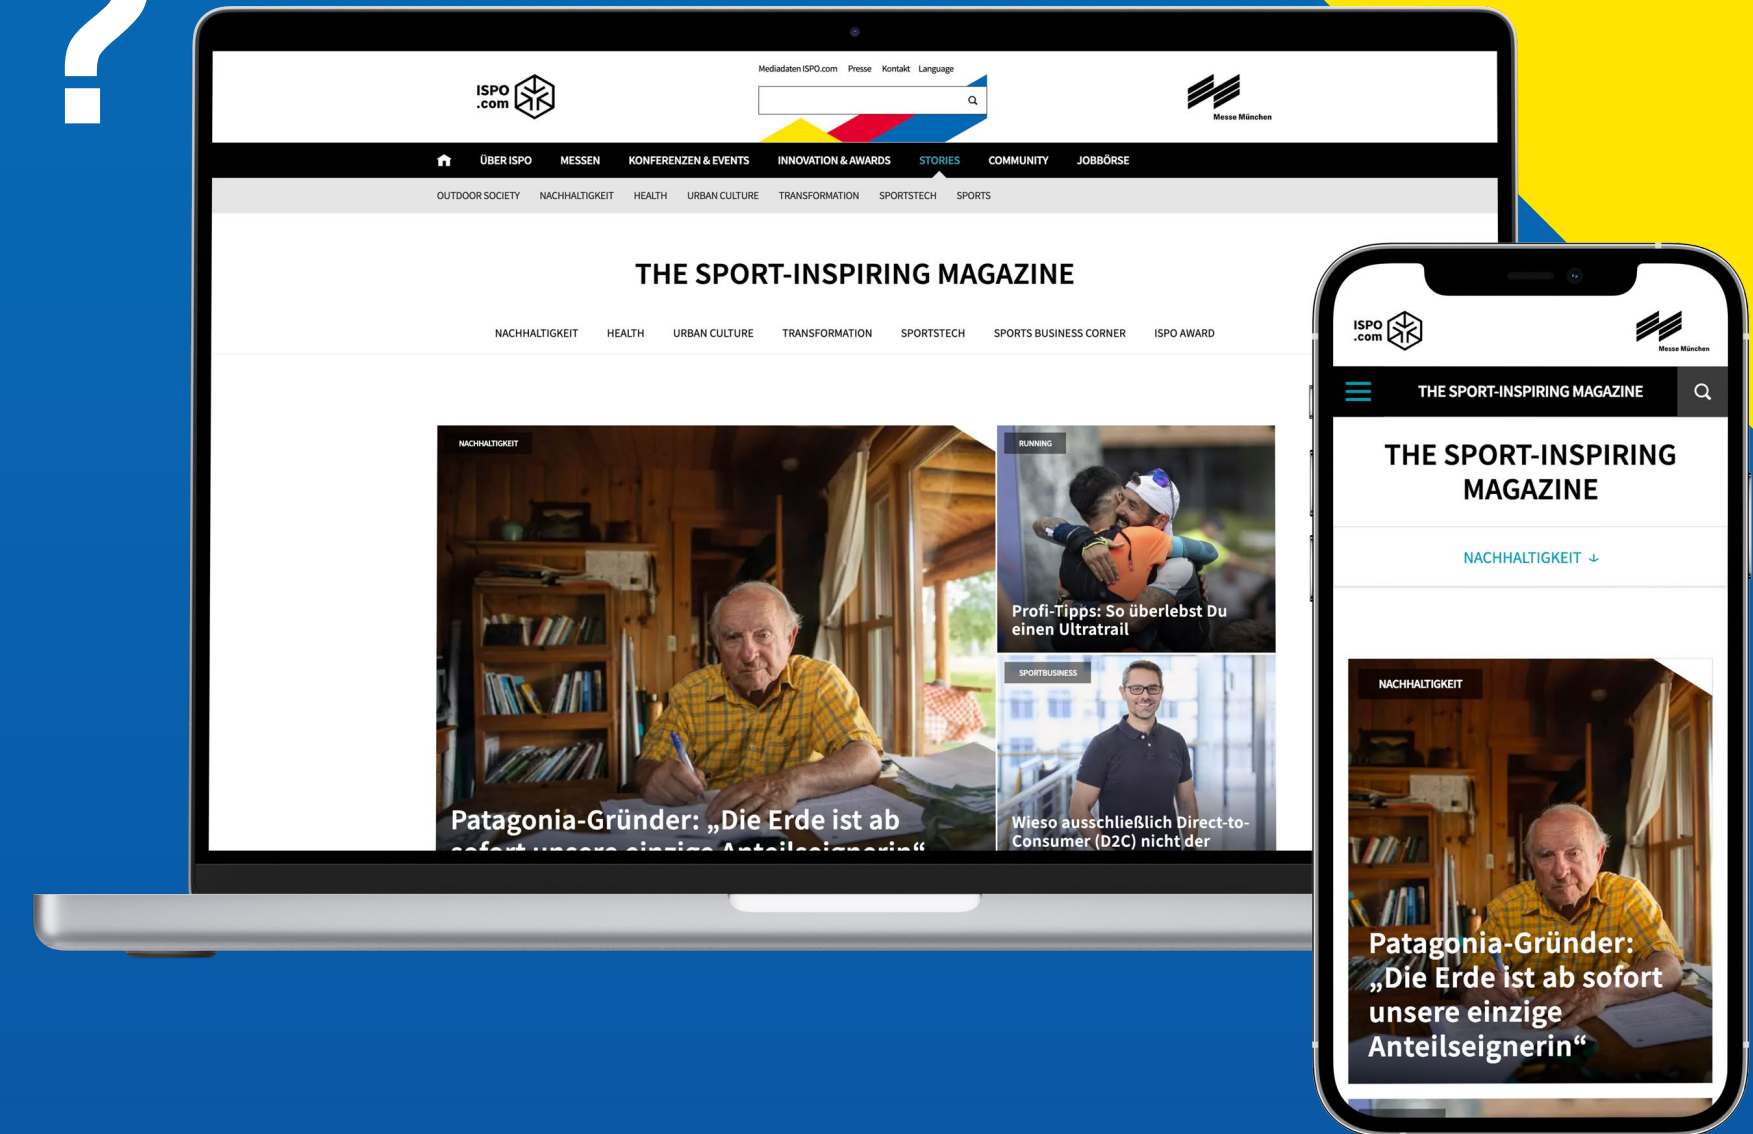 ?
Mediadaten ISPO.com Presse Kontakt Language
ISPO
.com
Messe München
ÜBER ISPO MESSEN KONFERENZEN & EVENTS INNOVATION & AWARDS STORIES COMMUNITY JOBBÖRSE
OUTDOOR SOCIETY NACHHALTIGKEIT HEALTH URBAN CULTURE TRANSFORMATION SPORTSTECH SPORTS
THE SPORT-INSPIRING MAGAZINE
NACHHALTIGKEIT HEALTH URBAN CULTURE TRANSFORMATION SPORTSTECH SPORTS BUSINESS CORNER ISPO AWARD
NACHHALTIGKEIT
Patagonia-Gründer: „Die Erde ist ab
sofort unsere einzige Anteilseignerin“
RUNNING
Profi-Tipps: So überlebst Du
einen Ultratrail
SPORTBUSINESS
Wieso ausschließlich Direct-to-
Consumer (D2C) nicht der
ISPO
.com
Messe München
THE SPORT-INSPIRING MAGAZINE
THE SPORT-INSPIRING
MAGAZINE
NACHHALTIGKEIT ↓
NACHHALTIGKEIT
Patagonia-Gründer:
„Die Erde ist ab sofort
unsere einzige
Anteilseignerin“